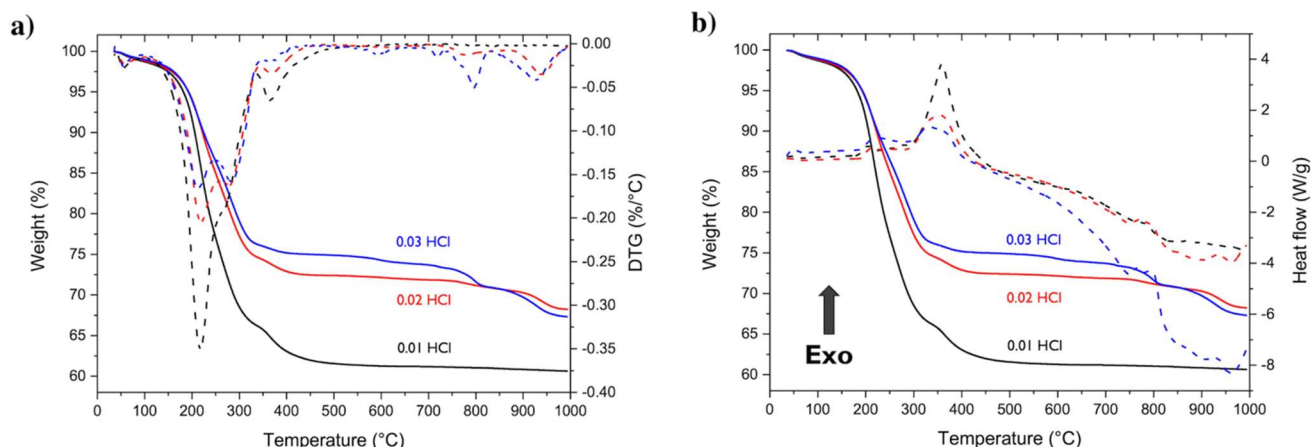 a)
100
95
90
85
80
75
70
65
60
Weight (%)
0.00
-0.05
-0.10
-0.15
-0.20
-0.25
-0.30
-0.35
-0.40
DTG (%/°C)
0.03 HCl
0.02 HCl
0.01 HCl
0 100 200 300 400 500 600 700 800 900 1000
Temperature (°C)
b)
100
95
90
85
80
75
70
65
60
Weight (%)
4
2
0
-2
-4
-6
-8
Heat flow (W/g)
0.03 HCl
0.02 HCl
0.01 HCl
Exo
0 100 200 300 400 500 600 700 800 900 1000
Temperature (°C)